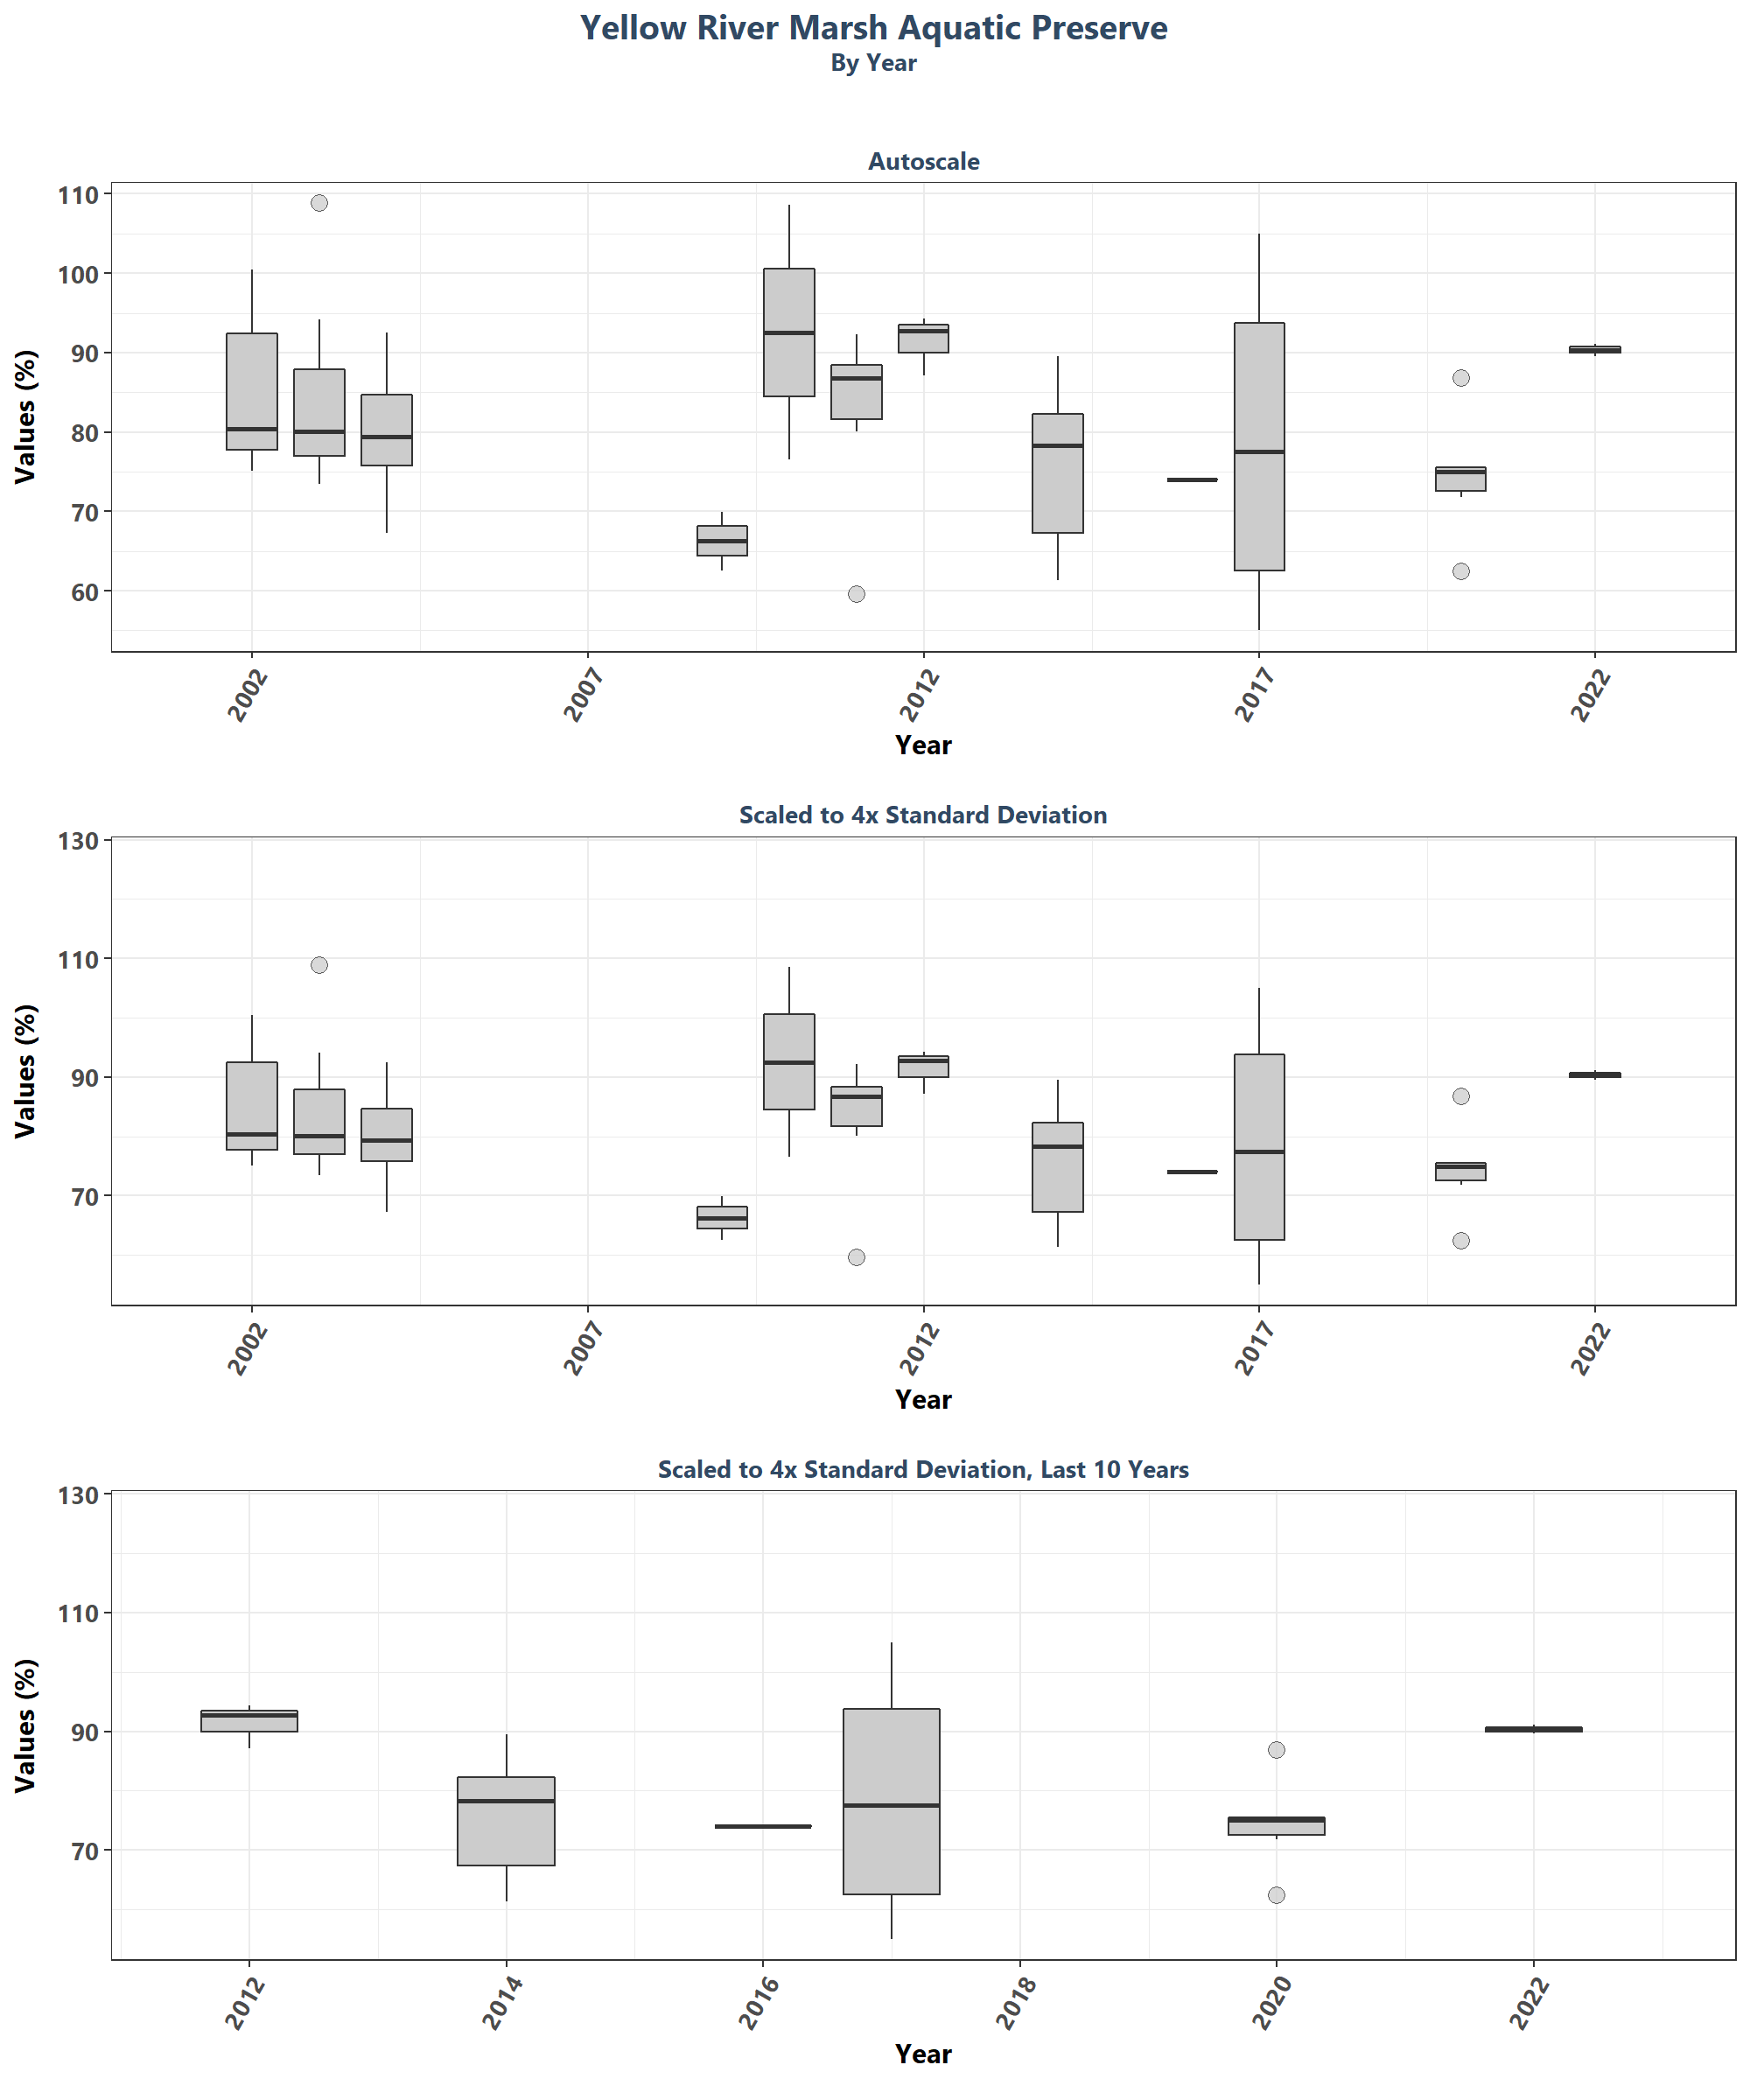 Yellow River Marsh Aquatic Preserve
By Year
Autoscale
Values (%)
110
100
90
80
70
60
2002
2007
2012
2017
2022
Year
Scaled to 4x Standard Deviation
Values (%)
130
110
90
70
2002
2007
2012
2017
2022
Year
Scaled to 4x Standard Deviation, Last 10 Years
Values (%)
130
110
90
70
2012
2014
2016
2018
2020
2022
Year